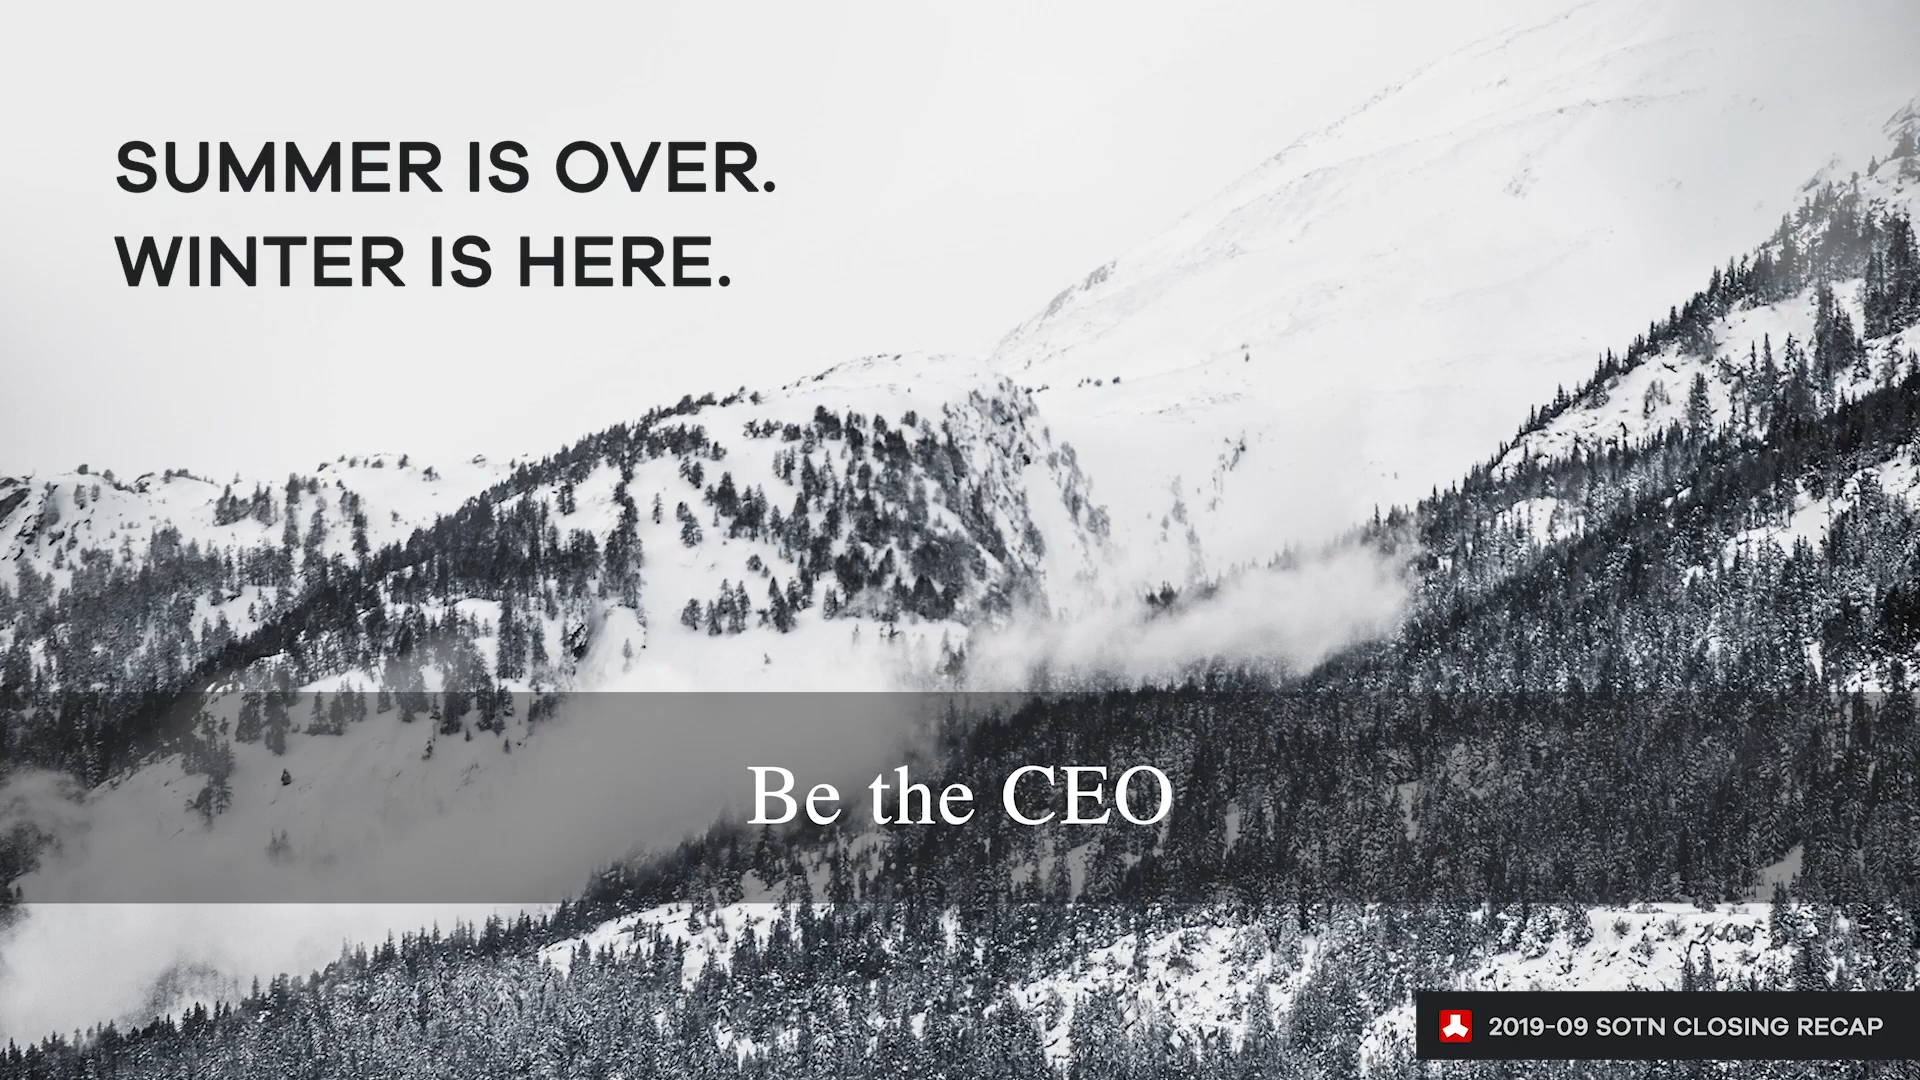 SUMMER IS OVER.
WINTER IS HERE.
Be the CEO
2019-09 SOTN CLOSING RECAP